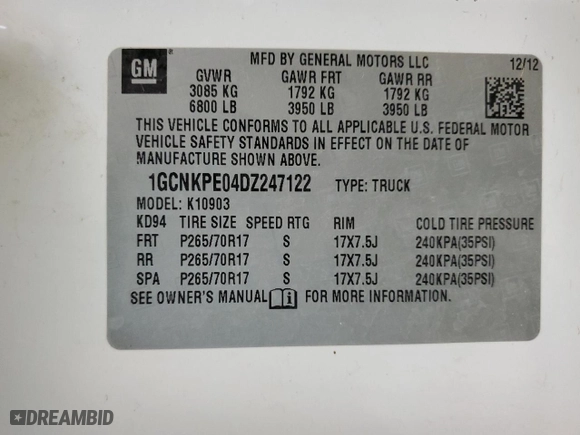 GM
MFD BY GENERAL MOTORS LLC 12/12
GVWR GAWR FRT GAWR RR
3085 KG 1792 KG 1792 KG
6800 LB 3950 LB 3950 LB
THIS VEHICLE CONFORMS TO ALL APPLICABLE U.S. FEDERAL MOTOR
VEHICLE SAFETY STANDARDS IN EFFECT ON THE DATE OF
MANUFACTURE SHOWN ABOVE.
1GCNKPE04DZ247122 TYPE: TRUCK
MODEL: K10903
KD94 TIRE SIZE SPEED RTG RIM COLD TIRE PRESSURE
FRT P265/70R17 S 17X7.5J 240KPA(35PSI)
RR P265/70R17 S 17X7.5J 240KPA(35PSI)
SPA P265/70R17 S 17X7.5J 240KPA(35PSI)
SEE OWNER'S MANUAL FOR MORE INFORMATION.
DREAMBID